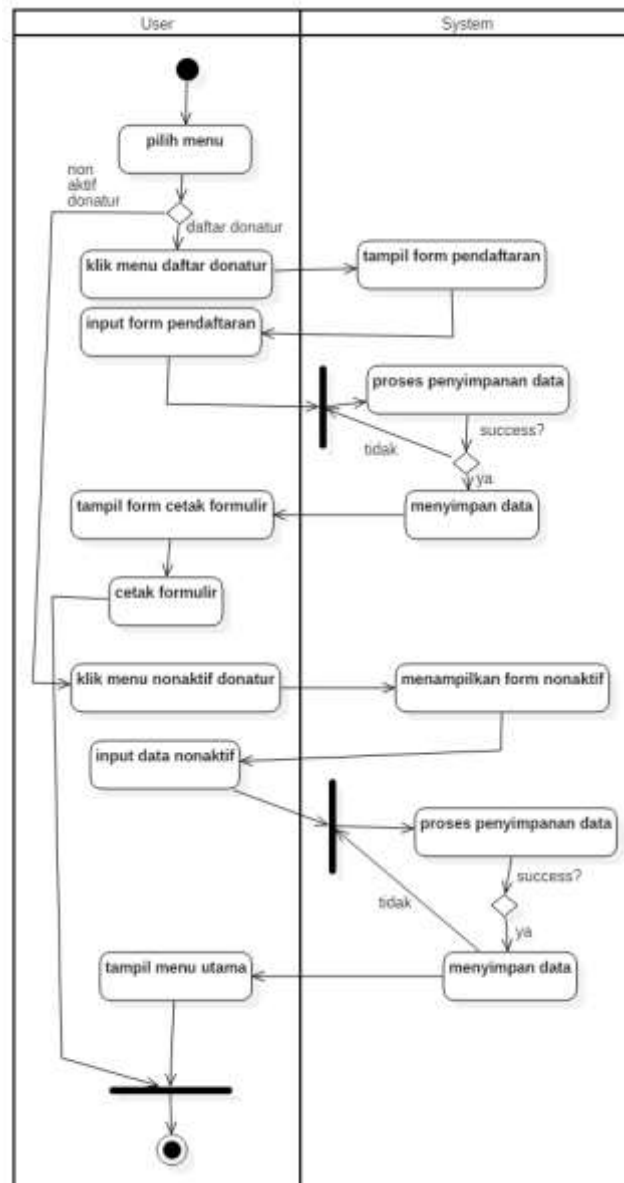 User
System
pilih menu
non
aktif
donatur
daftar donatur
klik menu daftar donatur
tampil form pendaftaran
input form pendaftaran
proses penyimpanan data
success?
tidak
ya
tampil form cetak formulir
menyimpan data
cetak formulir
klik menu nonaktif donatur
menampilkan form nonaktif
input data nonaktif
proses penyimpanan data
success?
tidak
ya
tampil menu utama
menyimpan data